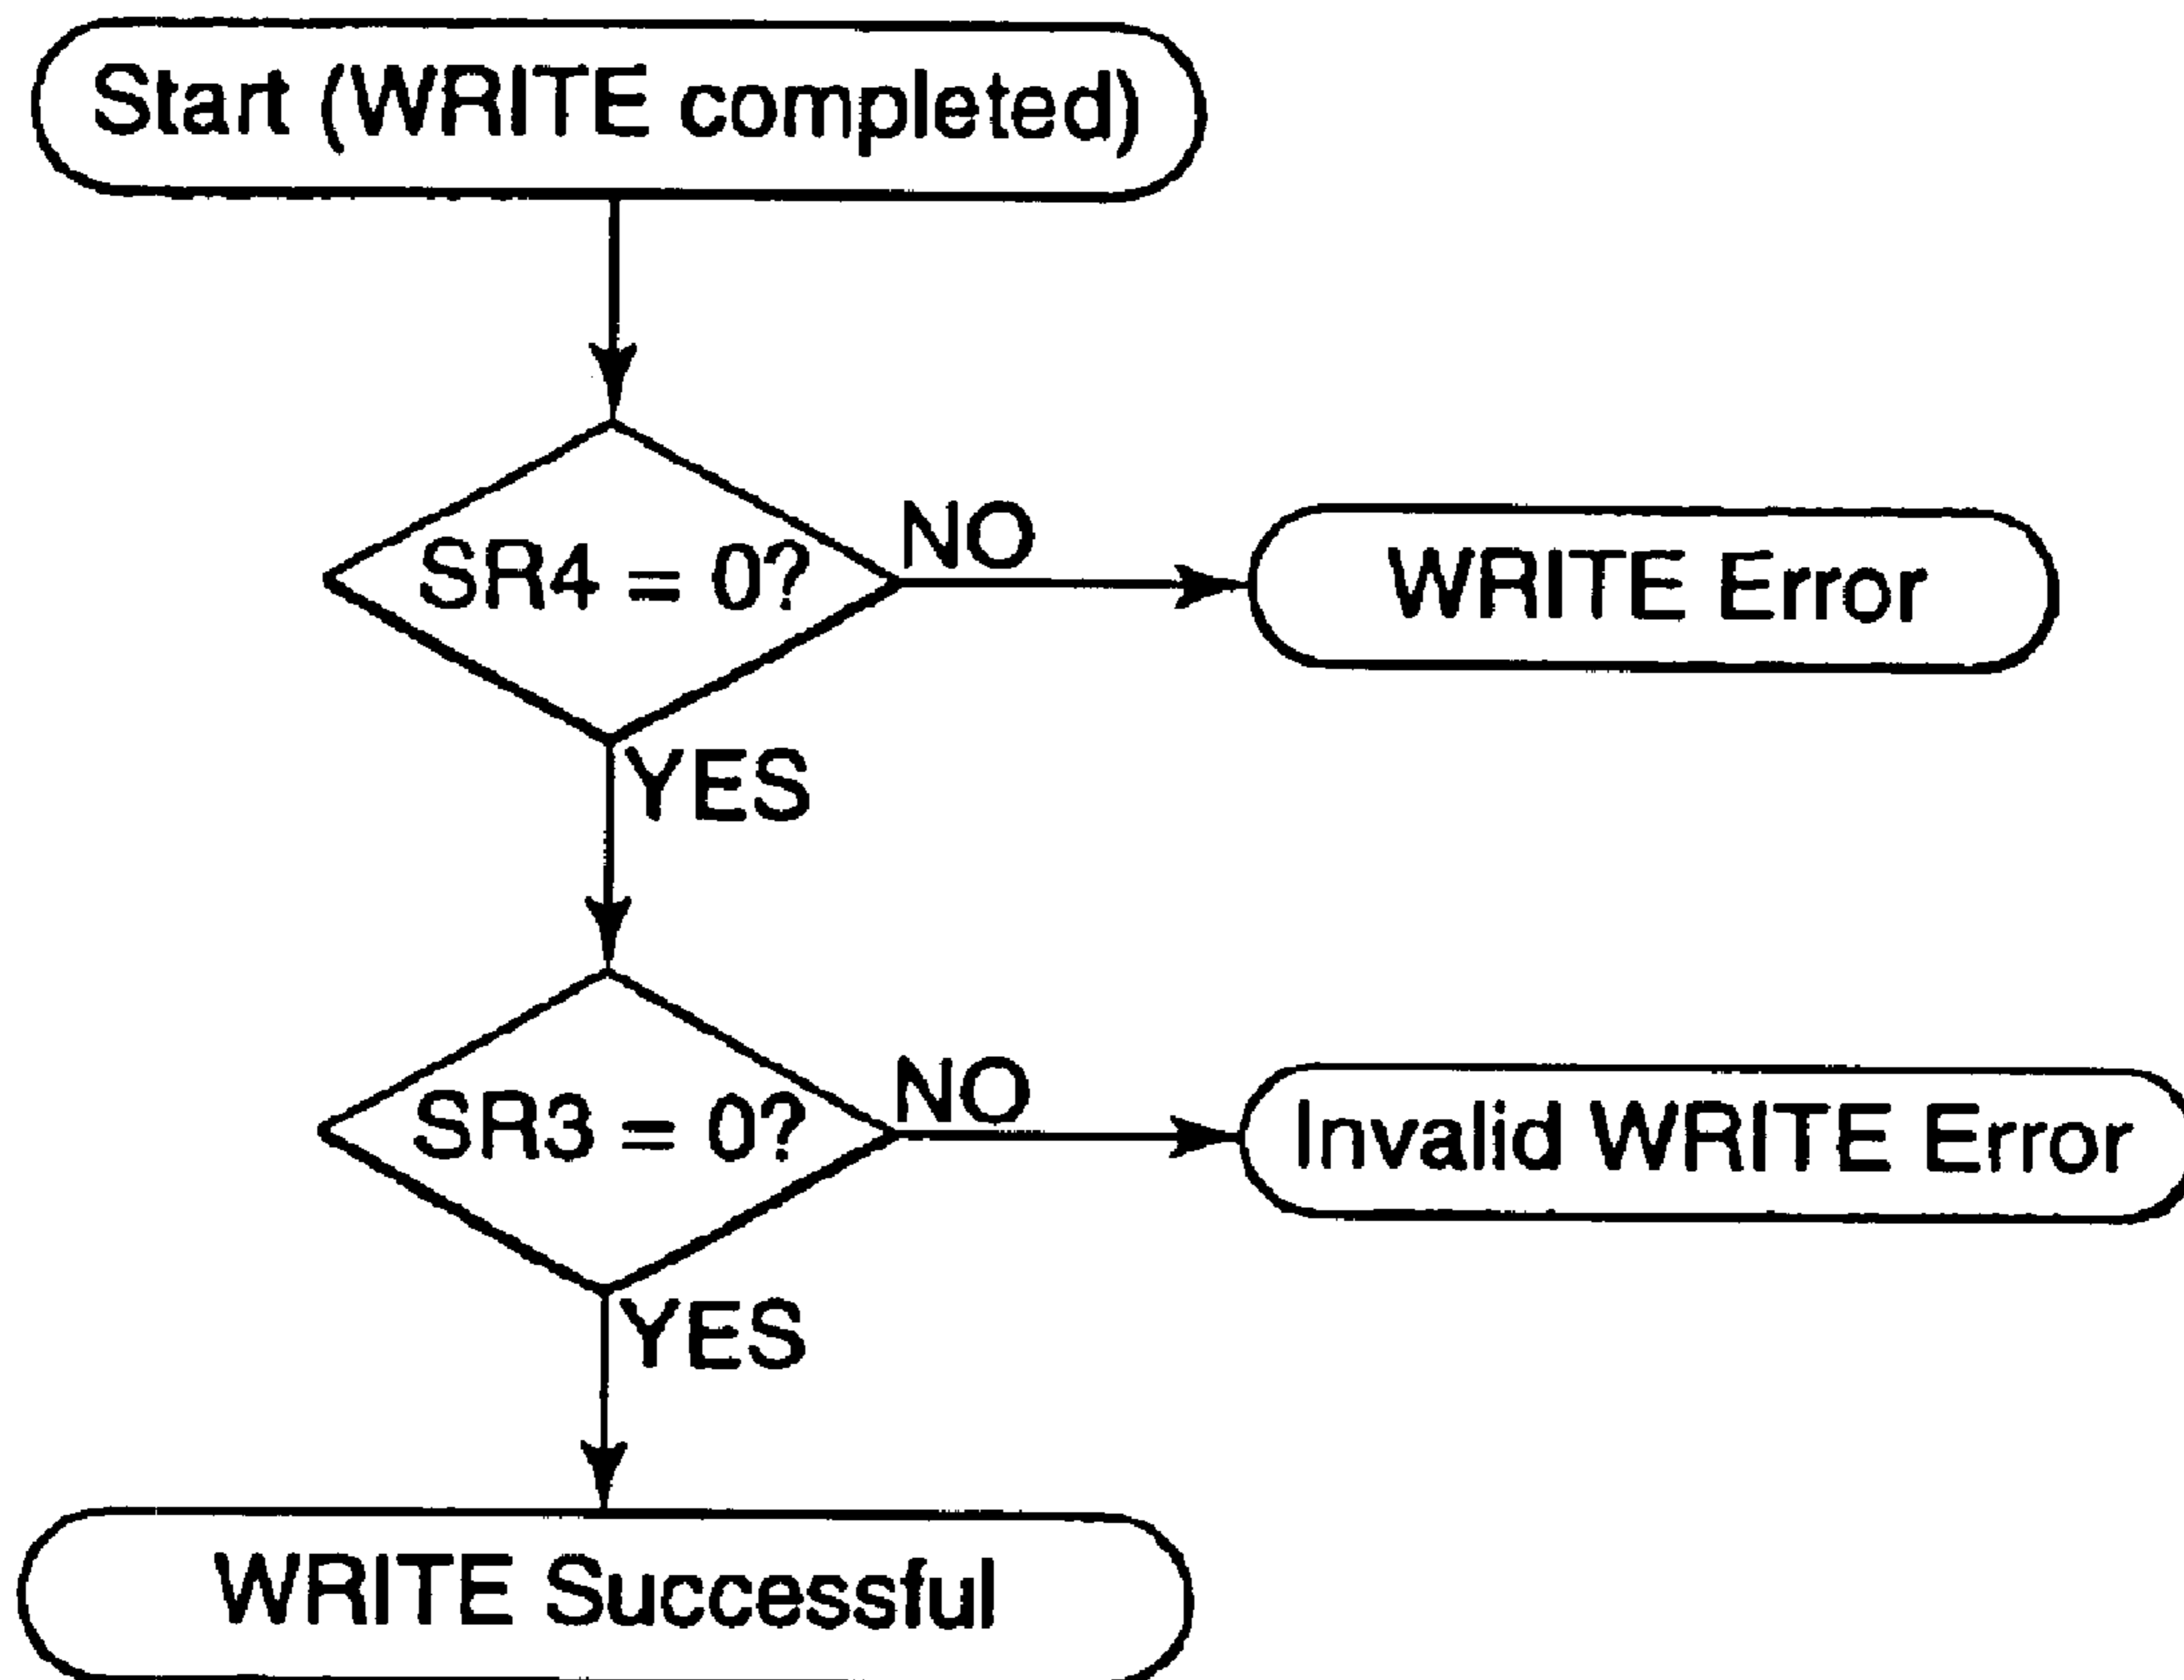 Start (WRITE completed)
SR4 = 0?
NO
WRITE Error
YES
SR3 = 0?
NO
Invalid WRITE Error
YES
WRITE Successful